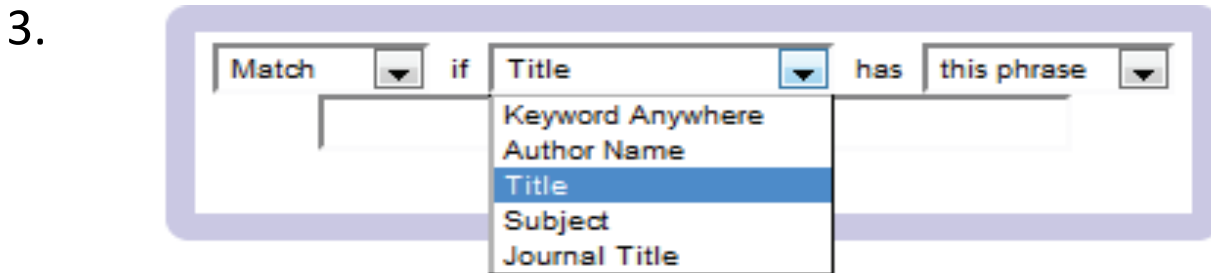 3.
Match if Title has this phrase
Keyword Anywhere
Author Name
Title
Subject
Journal Title